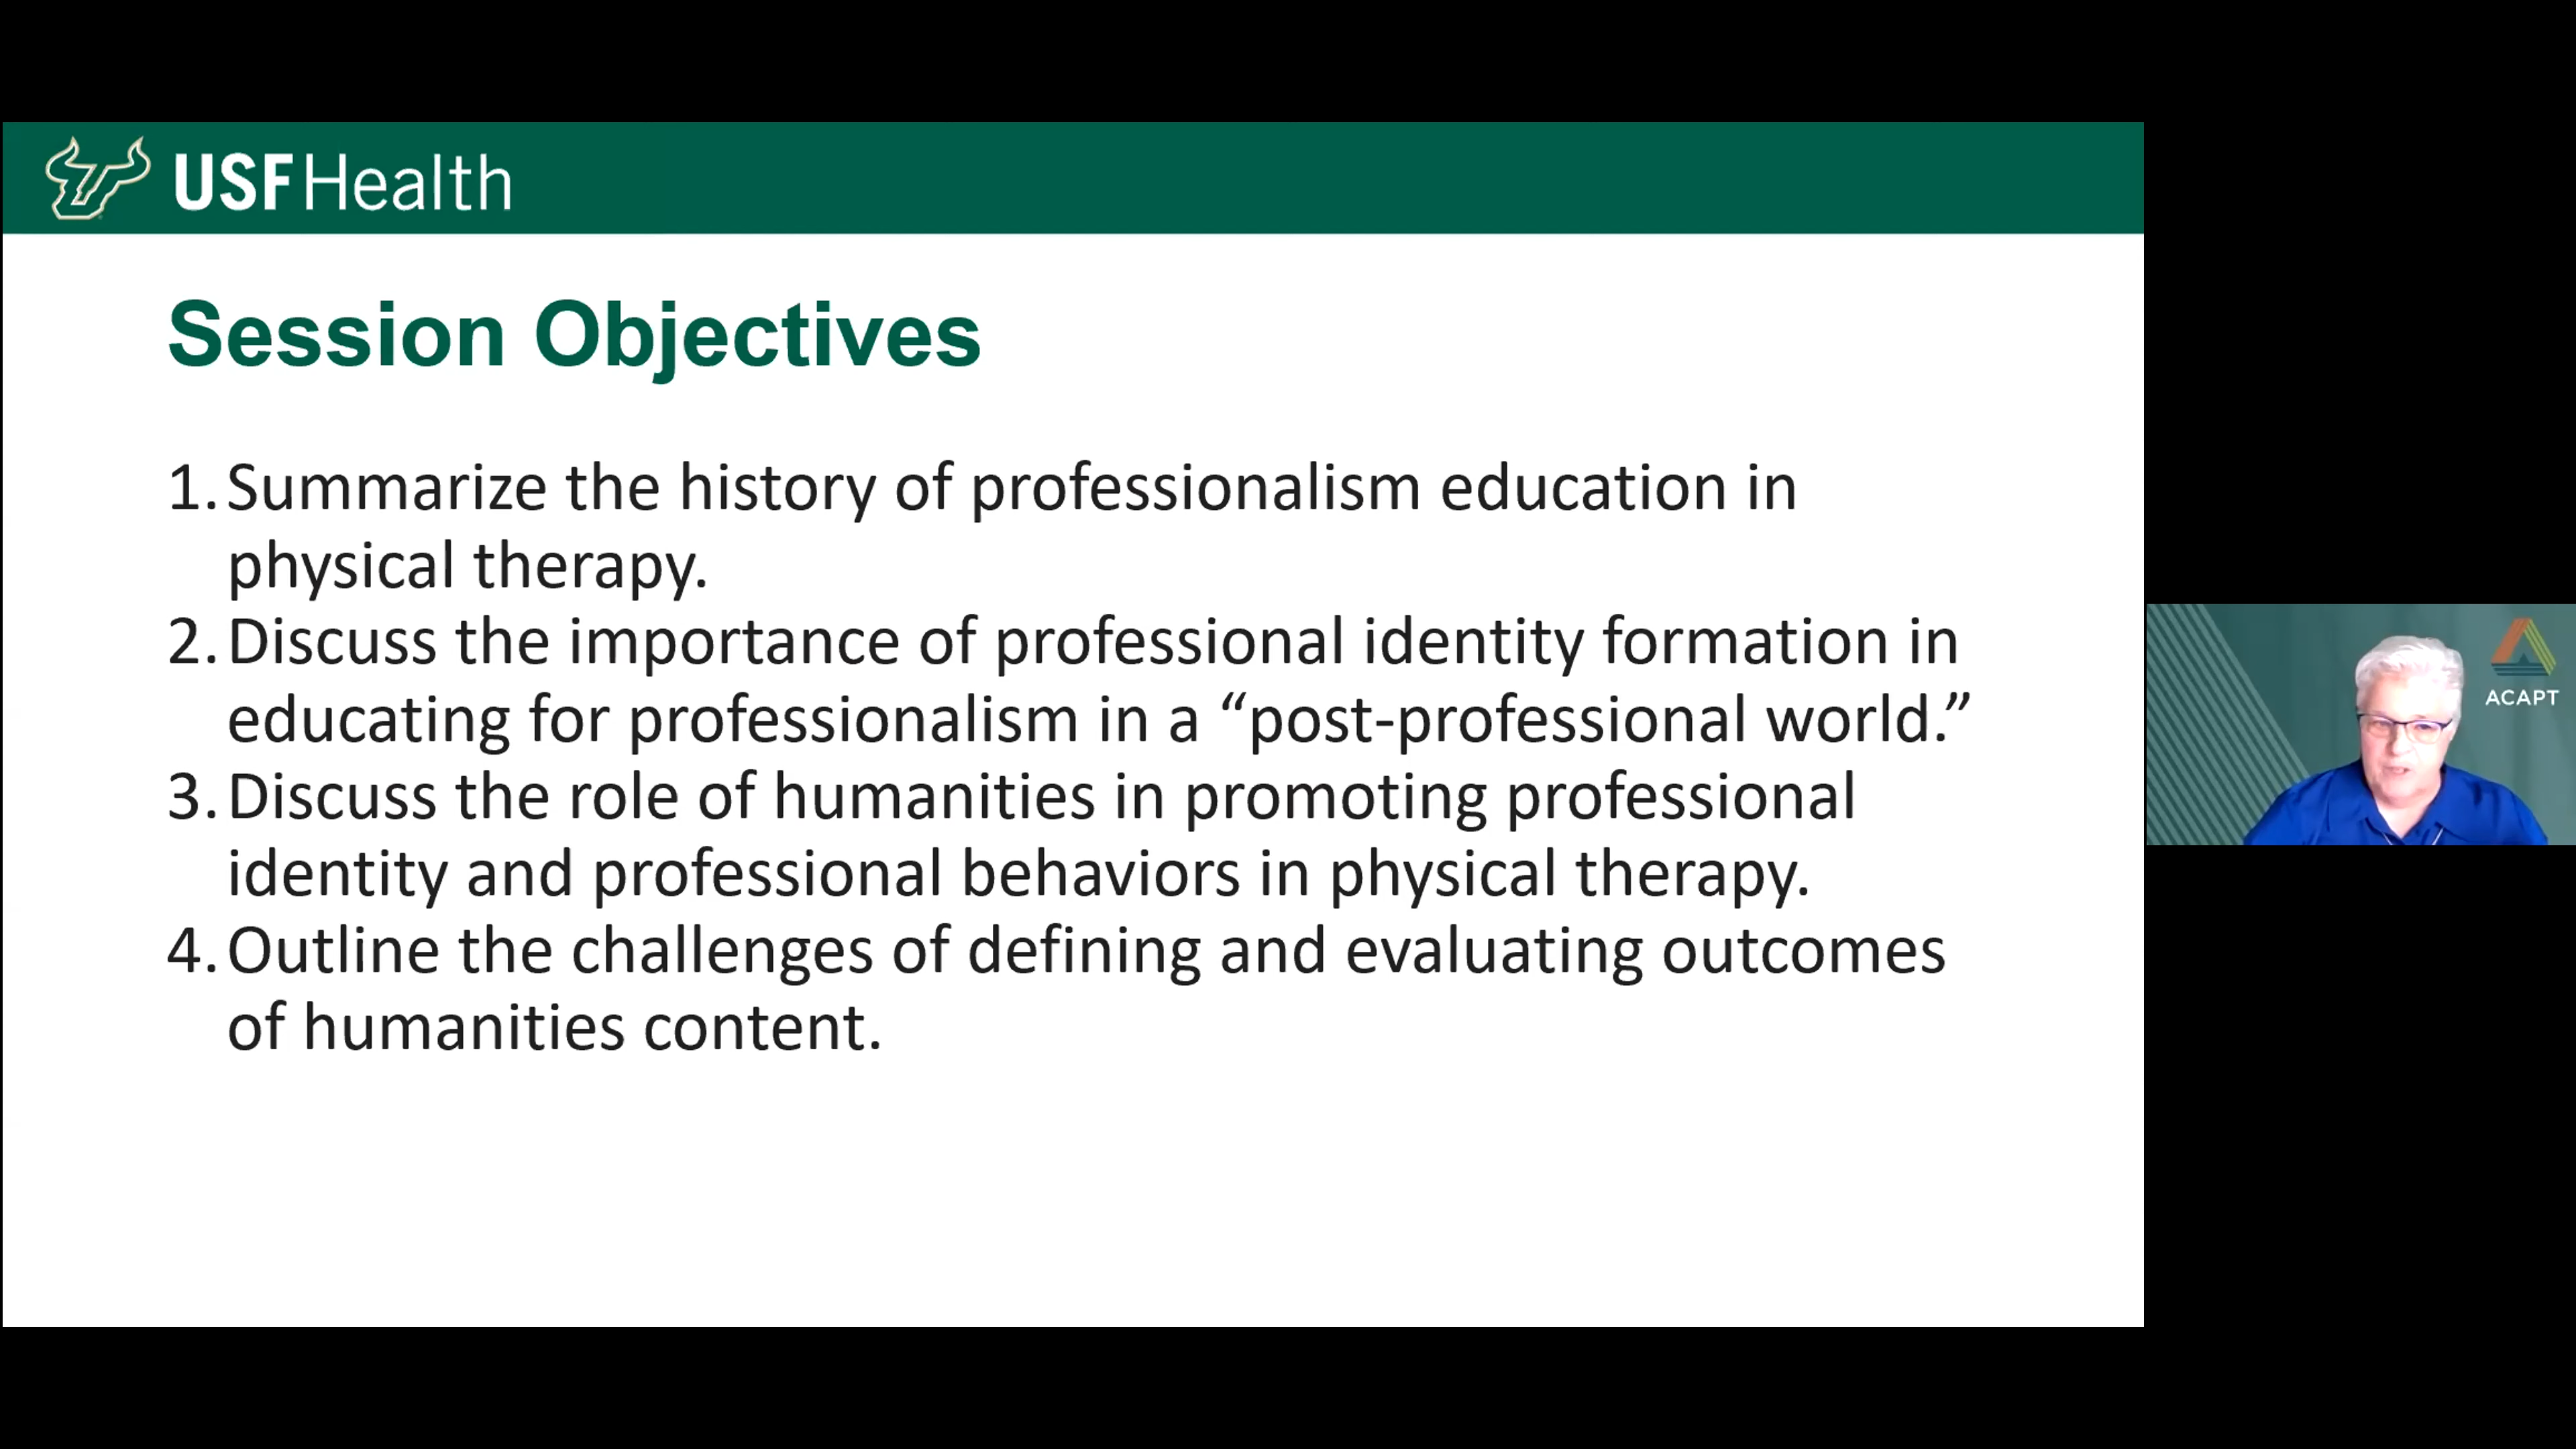 USF Health
Session Objectives
1. Summarize the history of professionalism education in
physical therapy.
2. Discuss the importance of professional identity formation in
educating for professionalism in a “post-professional world.”
3. Discuss the role of humanities in promoting professional
identity and professional behaviors in physical therapy.
4. Outline the challenges of defining and evaluating outcomes
of humanities content.
ACAPT